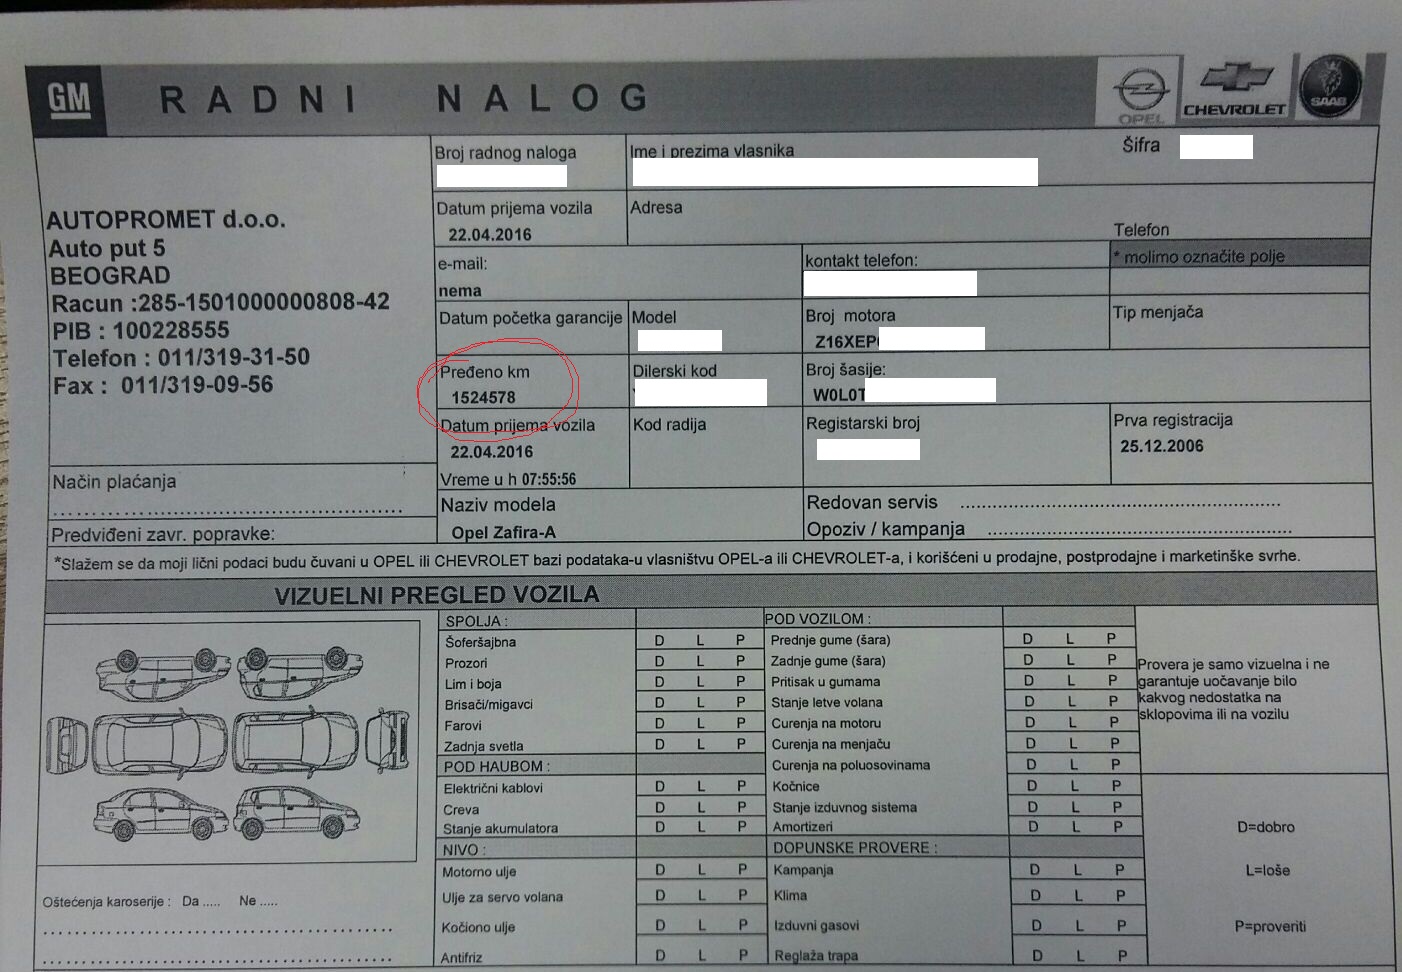 GM RADNI NALOG
OPEL
CHEVROLET
SAAB
AUTOPROMET d.o.o.
Auto put 5
BEOGRAD
Racun :285-1501000000808-42
PIB : 100228555
Telefon : 011/319-31-50
Fax : 011/319-09-56
Način plaćanja
Predviđeni zavr. popravke:
Broj radnog naloga
Ime i prezima vlasnika
Šifra
Datum prijema vozila
22.04.2016
Adresa
Telefon
e-mail:
nema
kontakt telefon:
* molimo označite polje
Datum početka garancije
Model
Broj motora
Z16XEP
Tip menjača
Pređeno km
1524578
Dilerski kod
Broj šasije:
W0L0T
Datum prijema vozila
22.04.2016
Vreme u h 07:55:56
Kod radija
Registarski broj
Prva registracija
25.12.2006
Naziv modela
Opel Zafira-A
Redovan servis ................................................
Opoziv / kampanja ................................................
*Slažem se da moji lični podaci budu čuvani u OPEL ili CHEVROLET bazi podataka-u vlasništvu OPEL-a ili CHEVROLET-a, i korišćeni u prodajne, postprodajne i marketinške svrhe.
VIZUELNI PREGLED VOZILA
Oštećenja karoserije : Da ..... Ne .....
SPOLJA :
Šoferšajbna D L P
Prozori D L P
Lim i boja D L P
Brisači/migavci D L P
Farovi D L P
Zadnja svetla D L P
POD HAUBOM :
Električni kablovi D L P
Creva D L P
Stanje akumulatora D L P
NIVO :
Motorno ulje D L P
Ulje za servo volana D L P
Kočiono ulje D L P
Antifriz D L P
POD VOZILOM :
Prednje gume (šara) D L P
Zadnje gume (šara) D L P
Pritisak u gumama D L P
Stanje letve volana D L P
Curenja na motoru D L P
Curenja na menjaču D L P
Curenja na poluosovinama D L P
Kočnice D L P
Stanje izduvnog sistema D L P
Amortizeri D L P
DOPUNSKE PROVERE :
Kampanja D L P
Klima D L P
Izduvni gasovi D L P
Reglaža trapa D L P
Provera je samo vizuelna i ne
garantuje uočavanje bilo
kakvog nedostatka na
sklopovima ili na vozilu
D=dobro
L=loše
P=proveriti